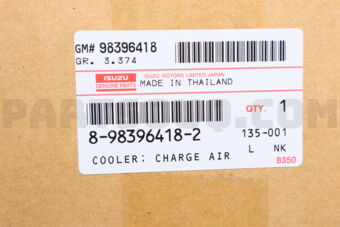 GM# 98396418
GR. 3.374
ISUZU
GENUINE PARTS
ISUZU MOTORS LIMITED JAPAN
MADE IN THAILAND
8-98396418-2
QTY. 1
135-001
L NK
COOLER: CHARGE AIR
8350